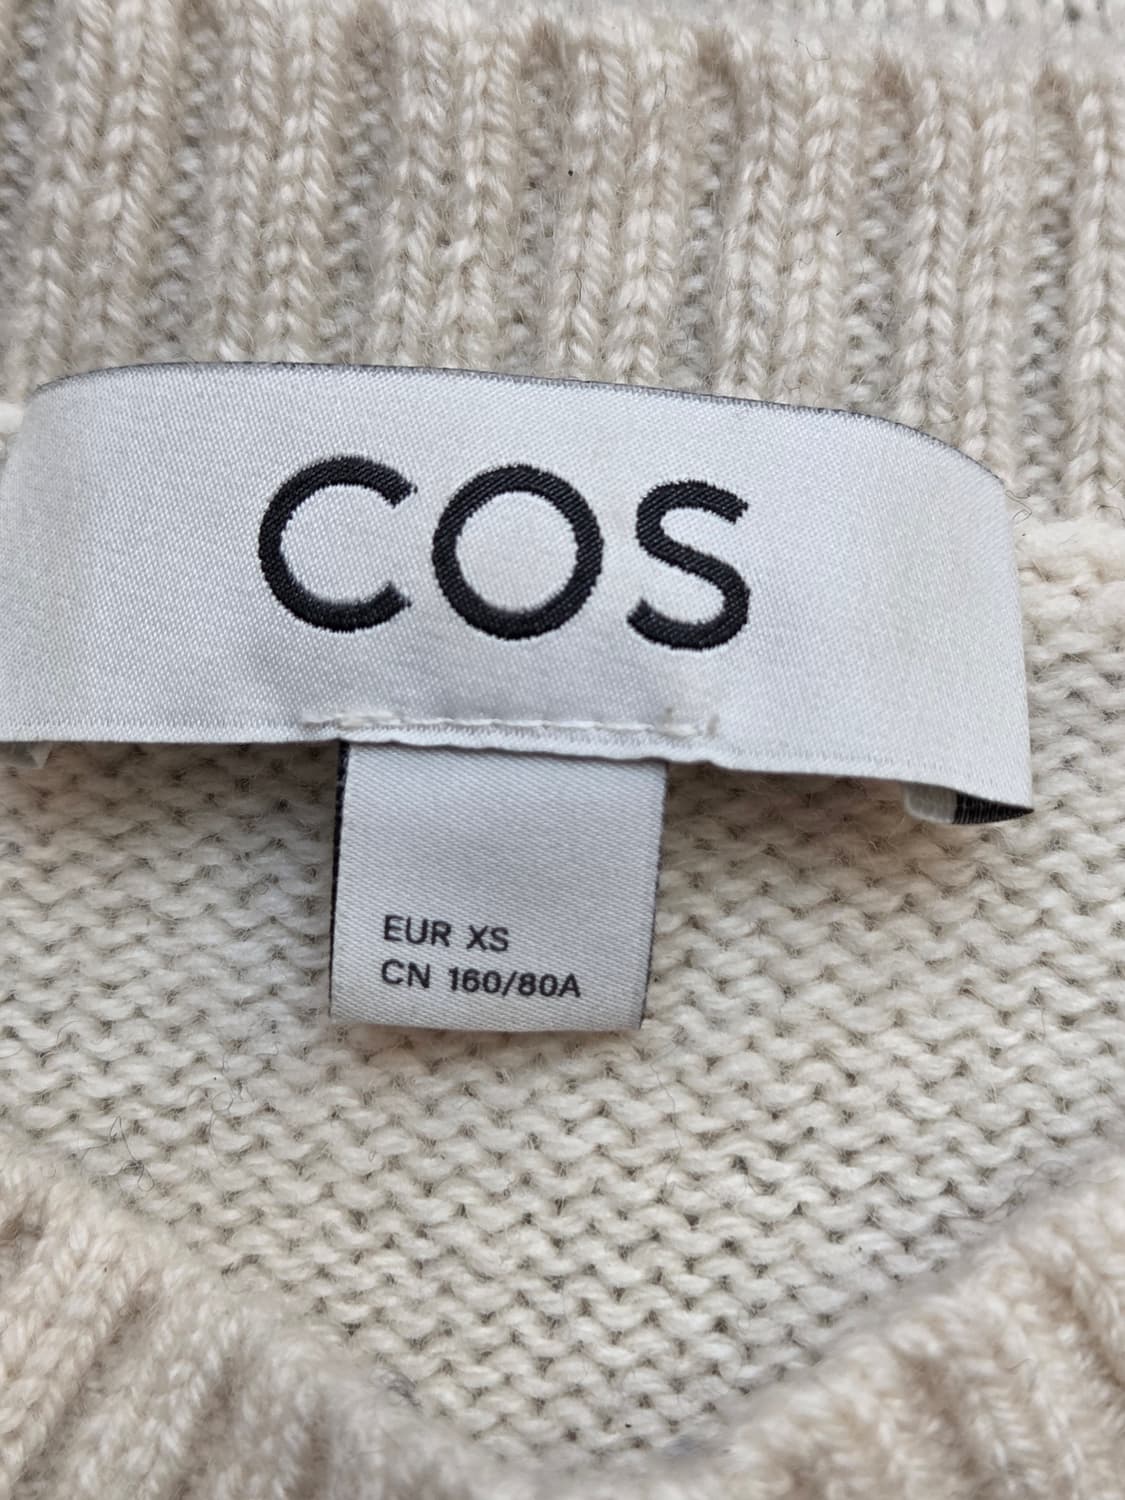 COS
EUR XS
CN 160/80A